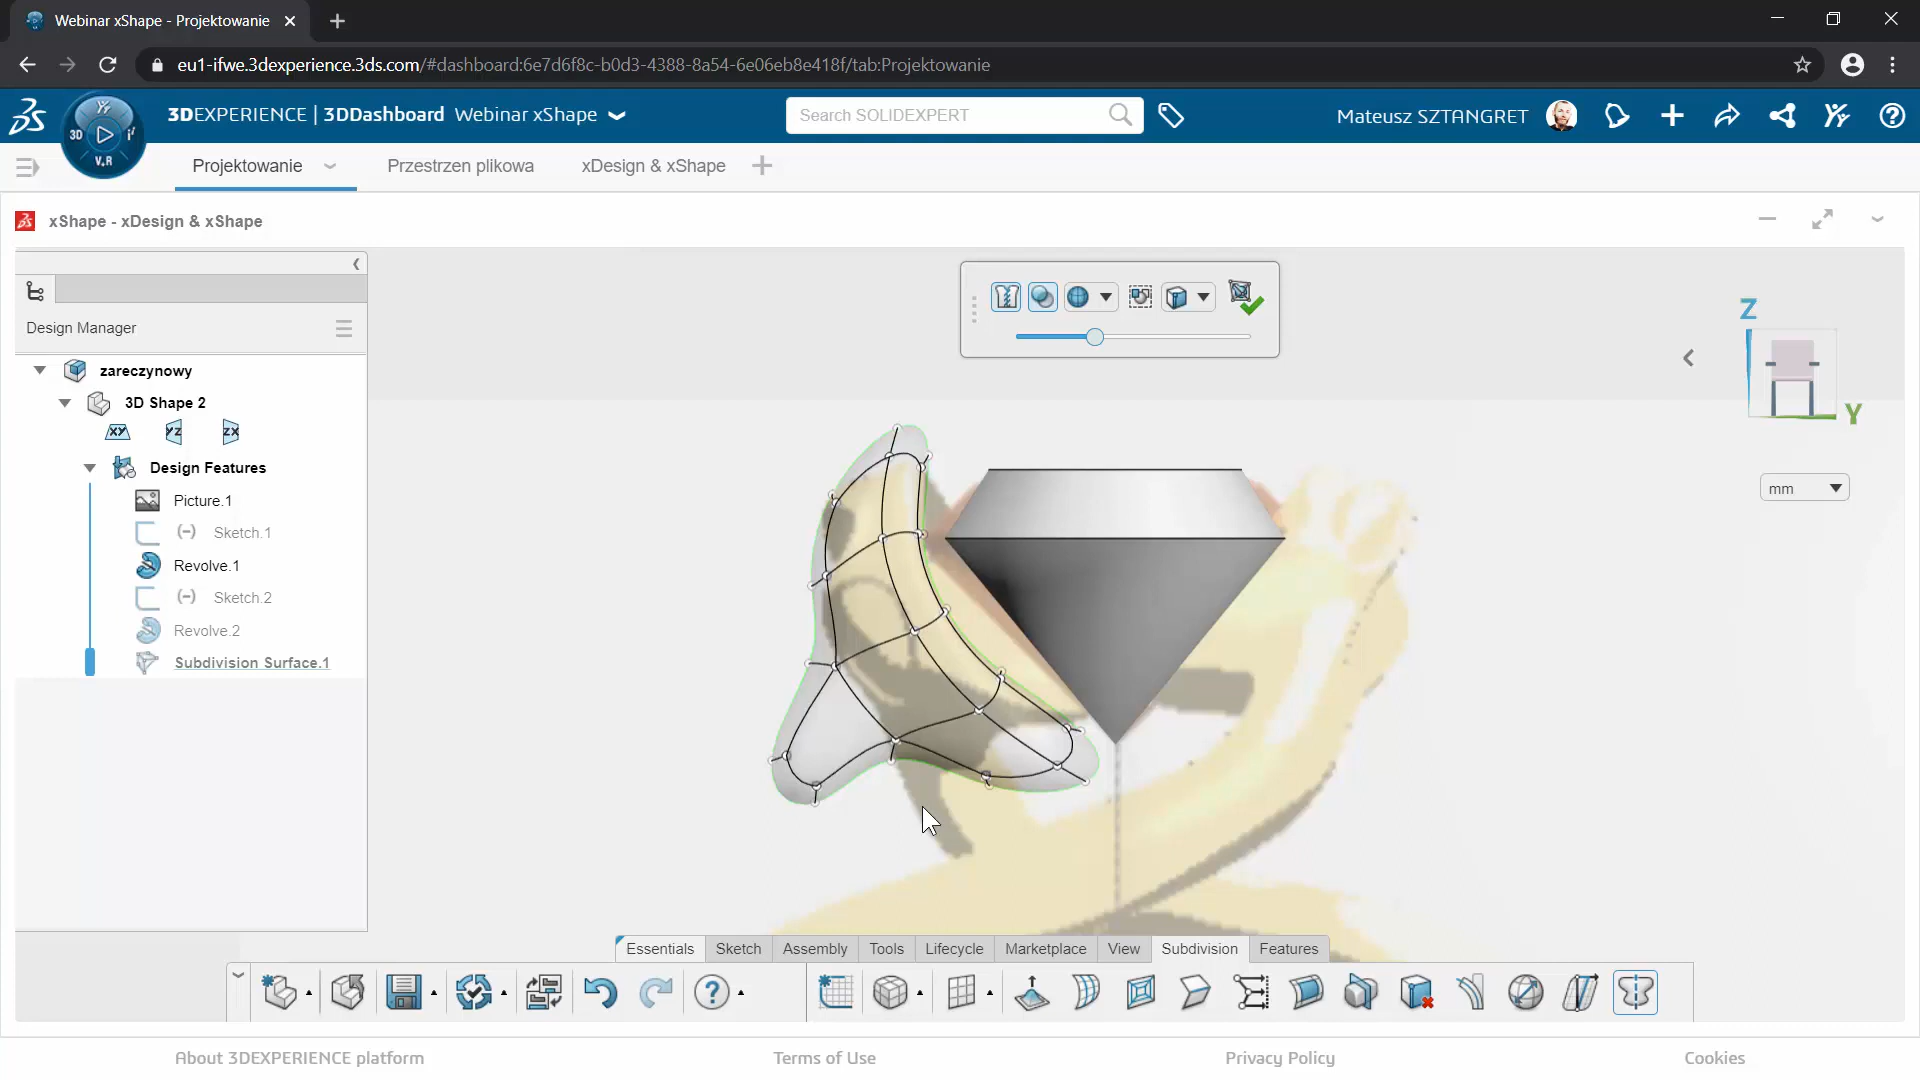 Webinar xShape - Projektowanie
eu1-ifwe.3dexperience.3ds.com/#dashboard:6e7d6f8c-b0d3-4388-8a54-6e06eb8e418f/tab:Projektowanie
3D
V.R
3DEXPERIENCE | 3DDashboard Webinar xShape
Search SOLIDEXPERT
Mateusz SZTANGRET
Projektowanie
Przestrzen plikowa
xDesign & xShape
xShape - xDesign & xShape
Design Manager
zareczynowy
3D Shape 2
XY
YZ
ZX
Design Features
Picture.1
(-) Sketch.1
Revolve.1
(-) Sketch.2
Revolve.2
Subdivision Surface.1
Z
Y
mm
Essentials
Sketch
Assembly
Tools
Lifecycle
Marketplace
View
Subdivision
Features
About 3DEXPERIENCE platform
Terms of Use
Privacy Policy
Cookies